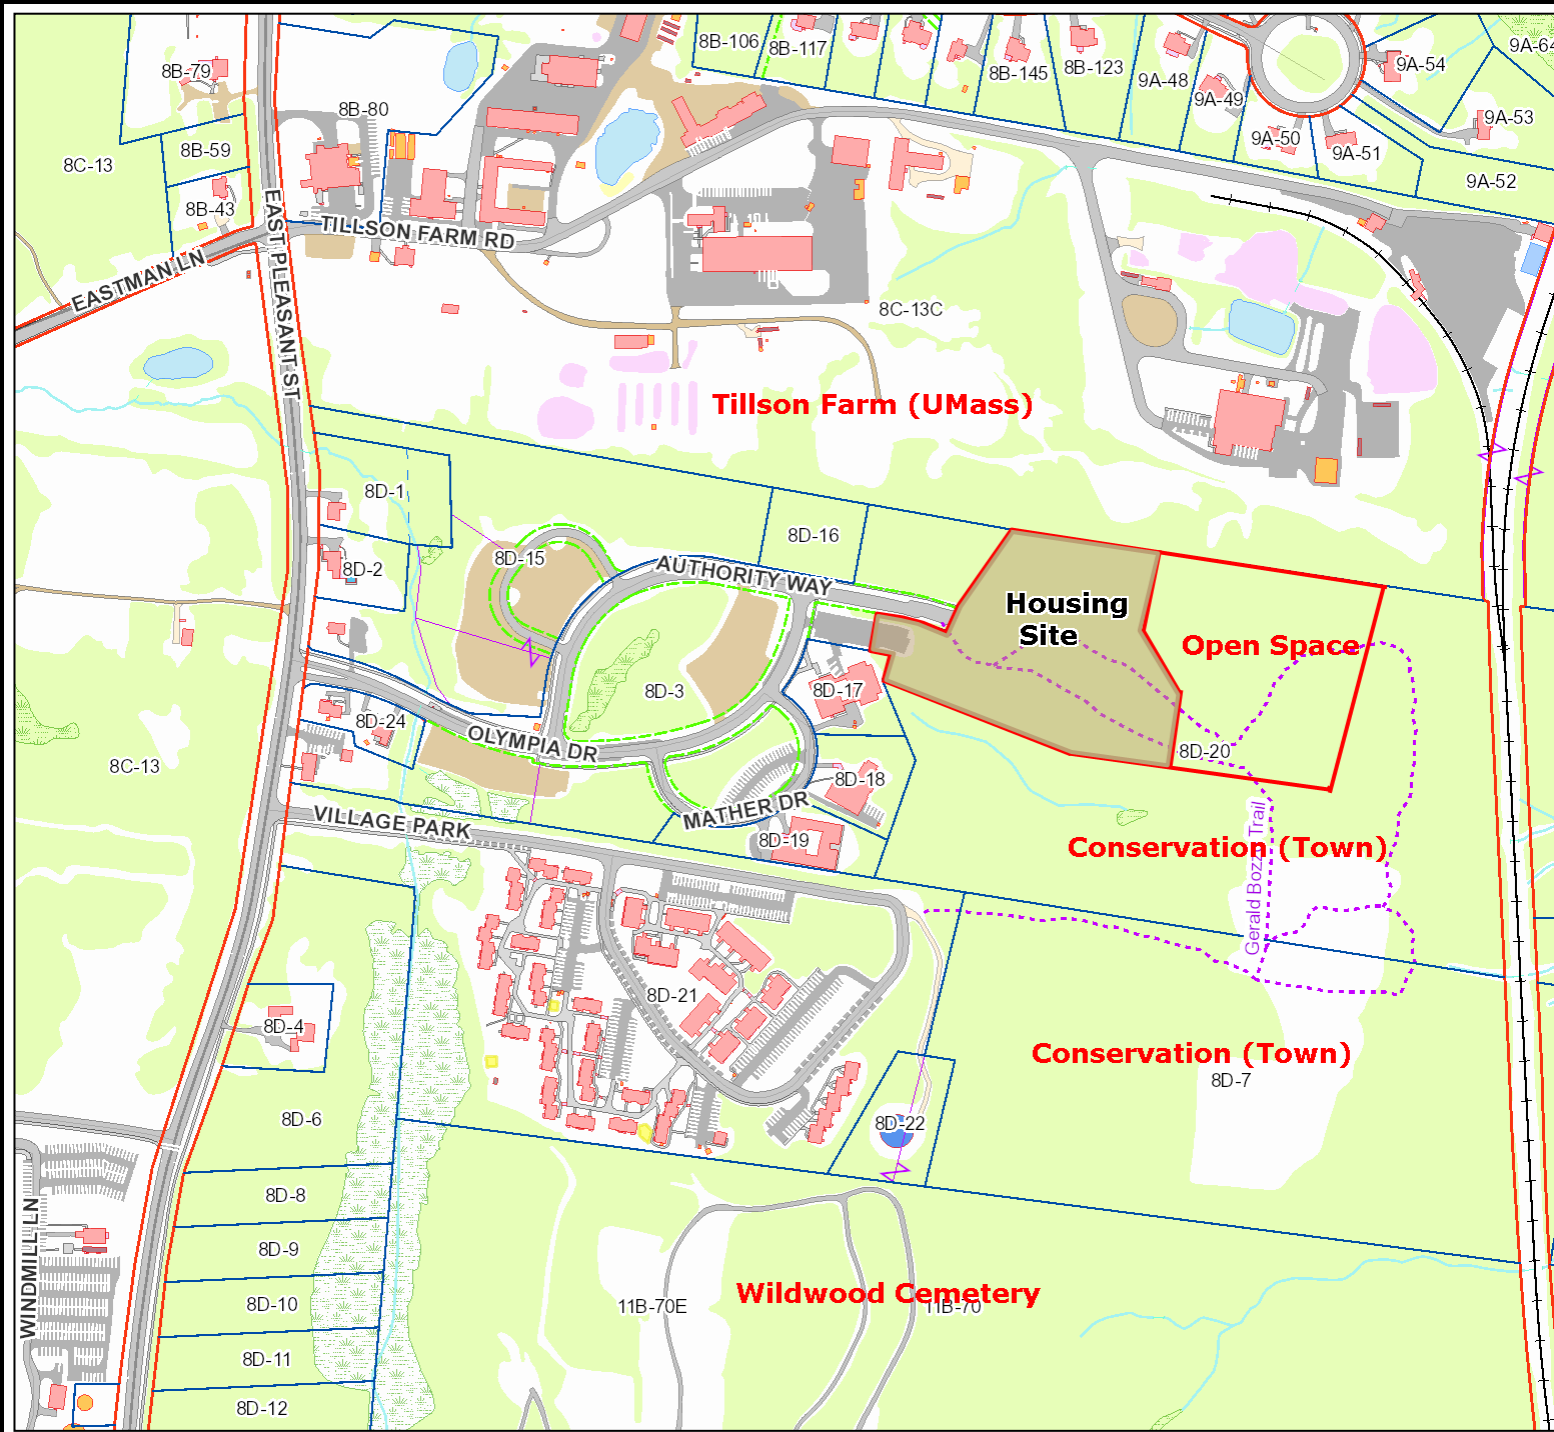 8B-106
8B-117
8B-145
8B-123
9A-48
9A-49
9A-54
9A-64
9A-53
9A-50
9A-51
9A-52
8B-79
8B-80
8B-59
8C-13
8B-43
TILLSON FARM RD
EASTMAN LN
EAST PLEASANT ST
8C-13C
Tillson Farm (UMass)
8D-1
8D-2
8D-15
8D-16
AUTHORITY WAY
Housing
Site
Open Space
8D-3
8D-17
8D-24
OLYMPIA DR
8D-20
8C-13
8D-18
MATHER DR
VILLAGE PARK
8D-19
Conservation (Town)
Gerald Bozzo Trail
8D-21
8D-4
Conservation (Town)
8D-7
8D-6
8D-22
8D-8
8D-9
WINDMILL LN
8D-10
11B-70E
Wildwood Cemetery
11B-70
8D-11
8D-12